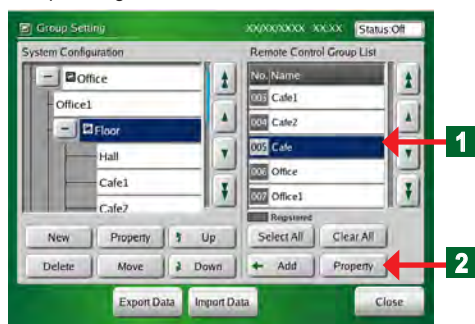 Group Setting
XX/XX/XXXX XX:XX Status:Off
System Configuration
Remote Control Group List
Office
Office1
Floor
Hall
Cafe1
Cafe2
No. Name
003 Cafe1
004 Cafe2
005 Cafe
006 Office
007 Office1
Registered
New Property Up
Delete Move Down
Select All Clear All
Add Property
Export Data Import Data Close
1
2